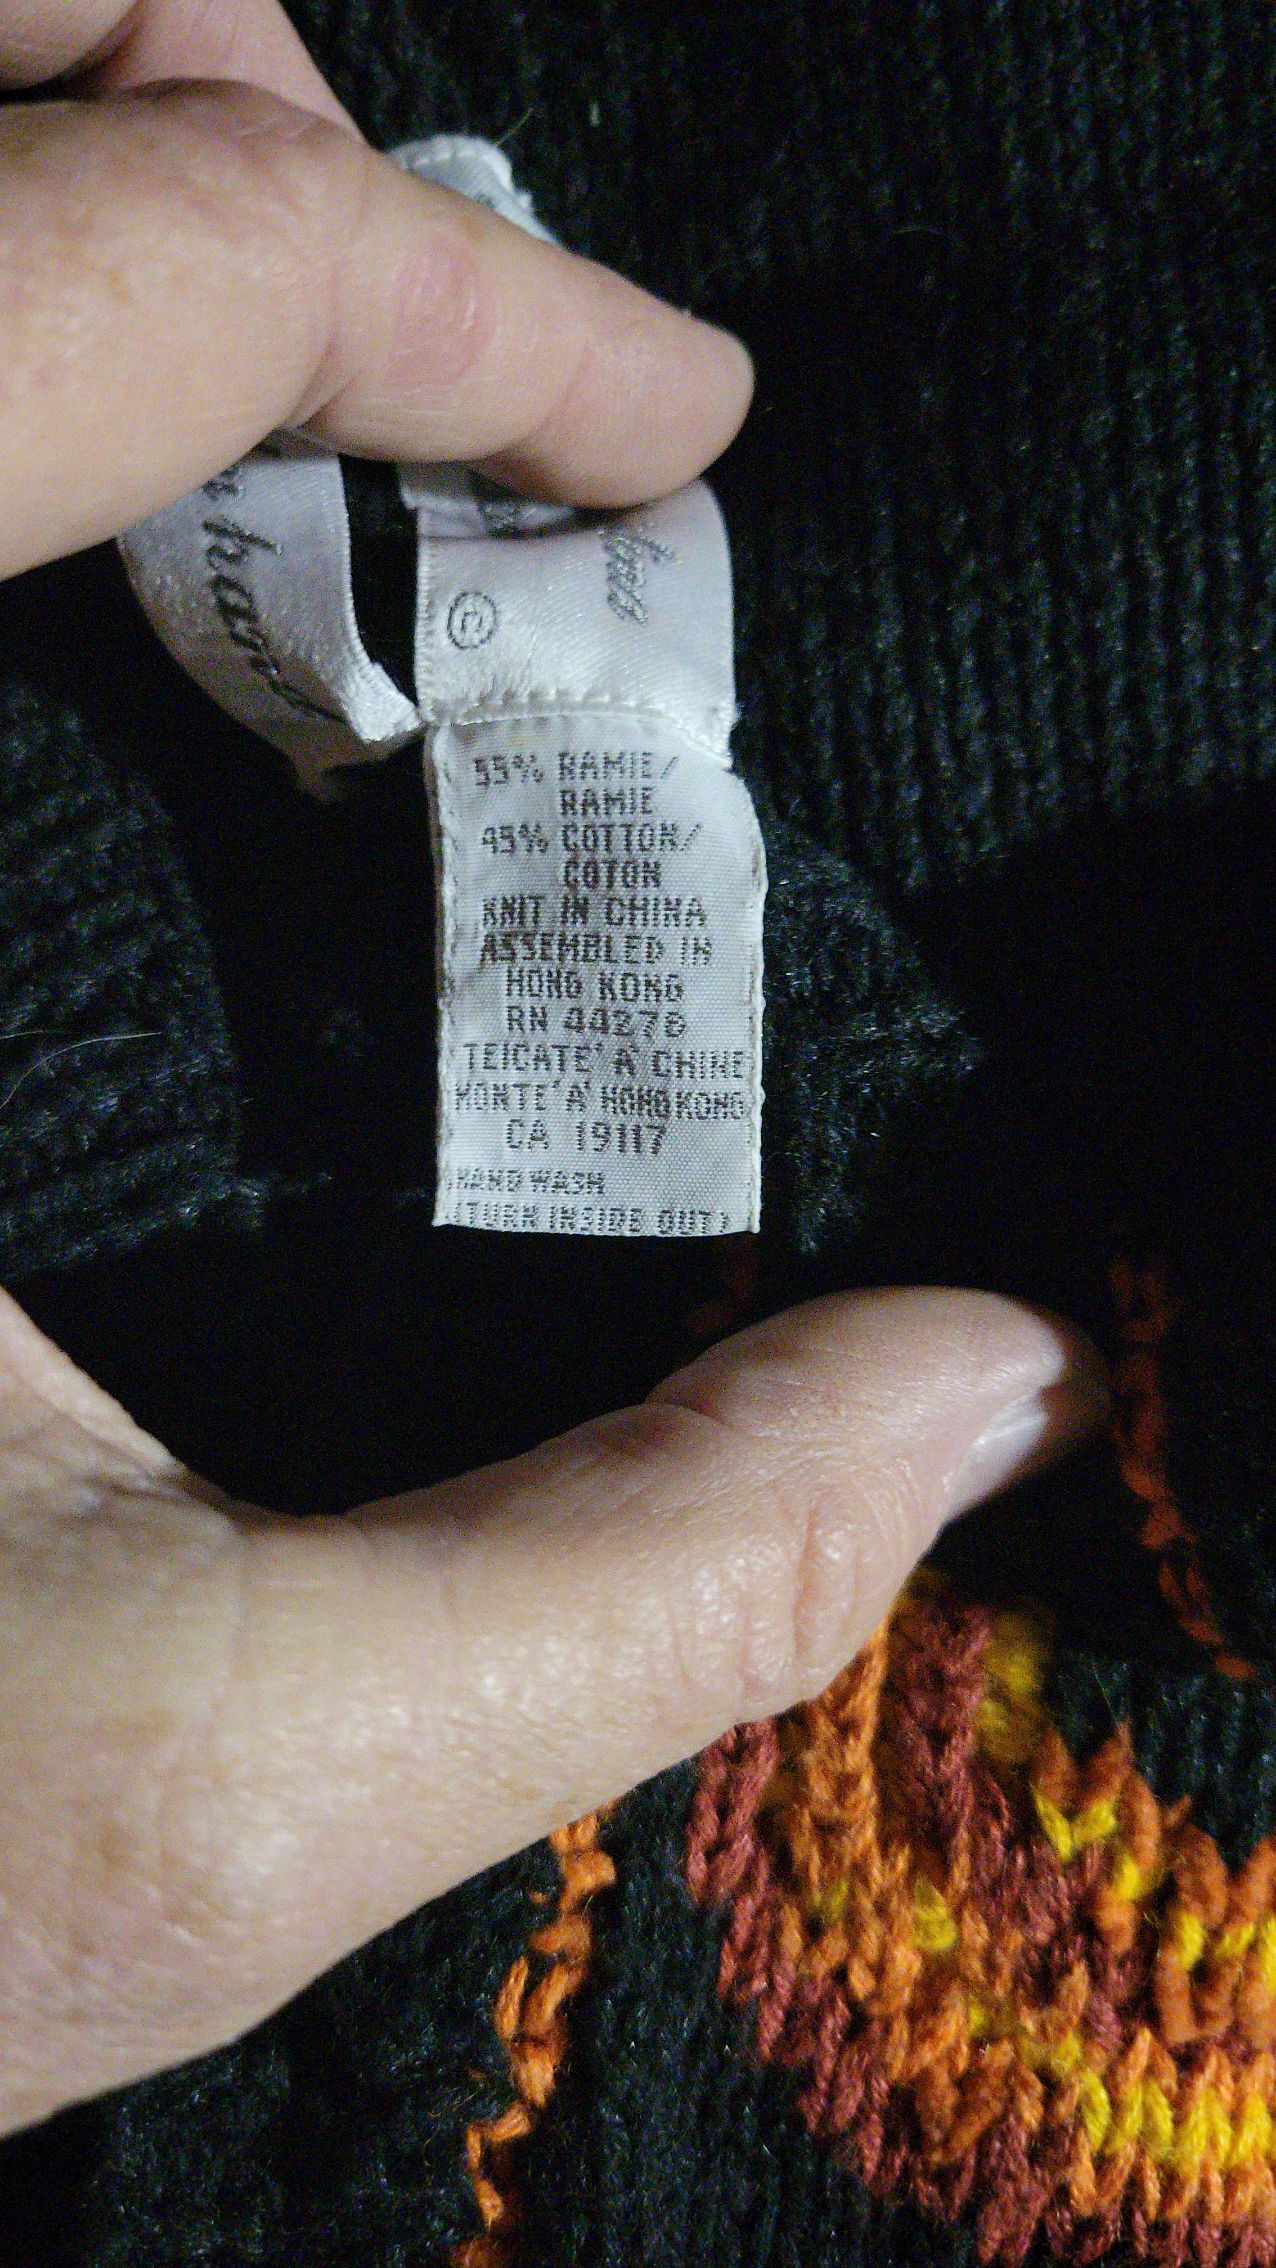 ©
55% RAMIE/
RAMIE
45% COTTON/
COTON
KNIT IN CHINA
ASSEMBLED IN
HONG KONG
RN 44276
TEICATE' A' CHINE
MONTE' A' HONG KONG
CA 19117
HAND WASH
(TURN INSIDE OUT)